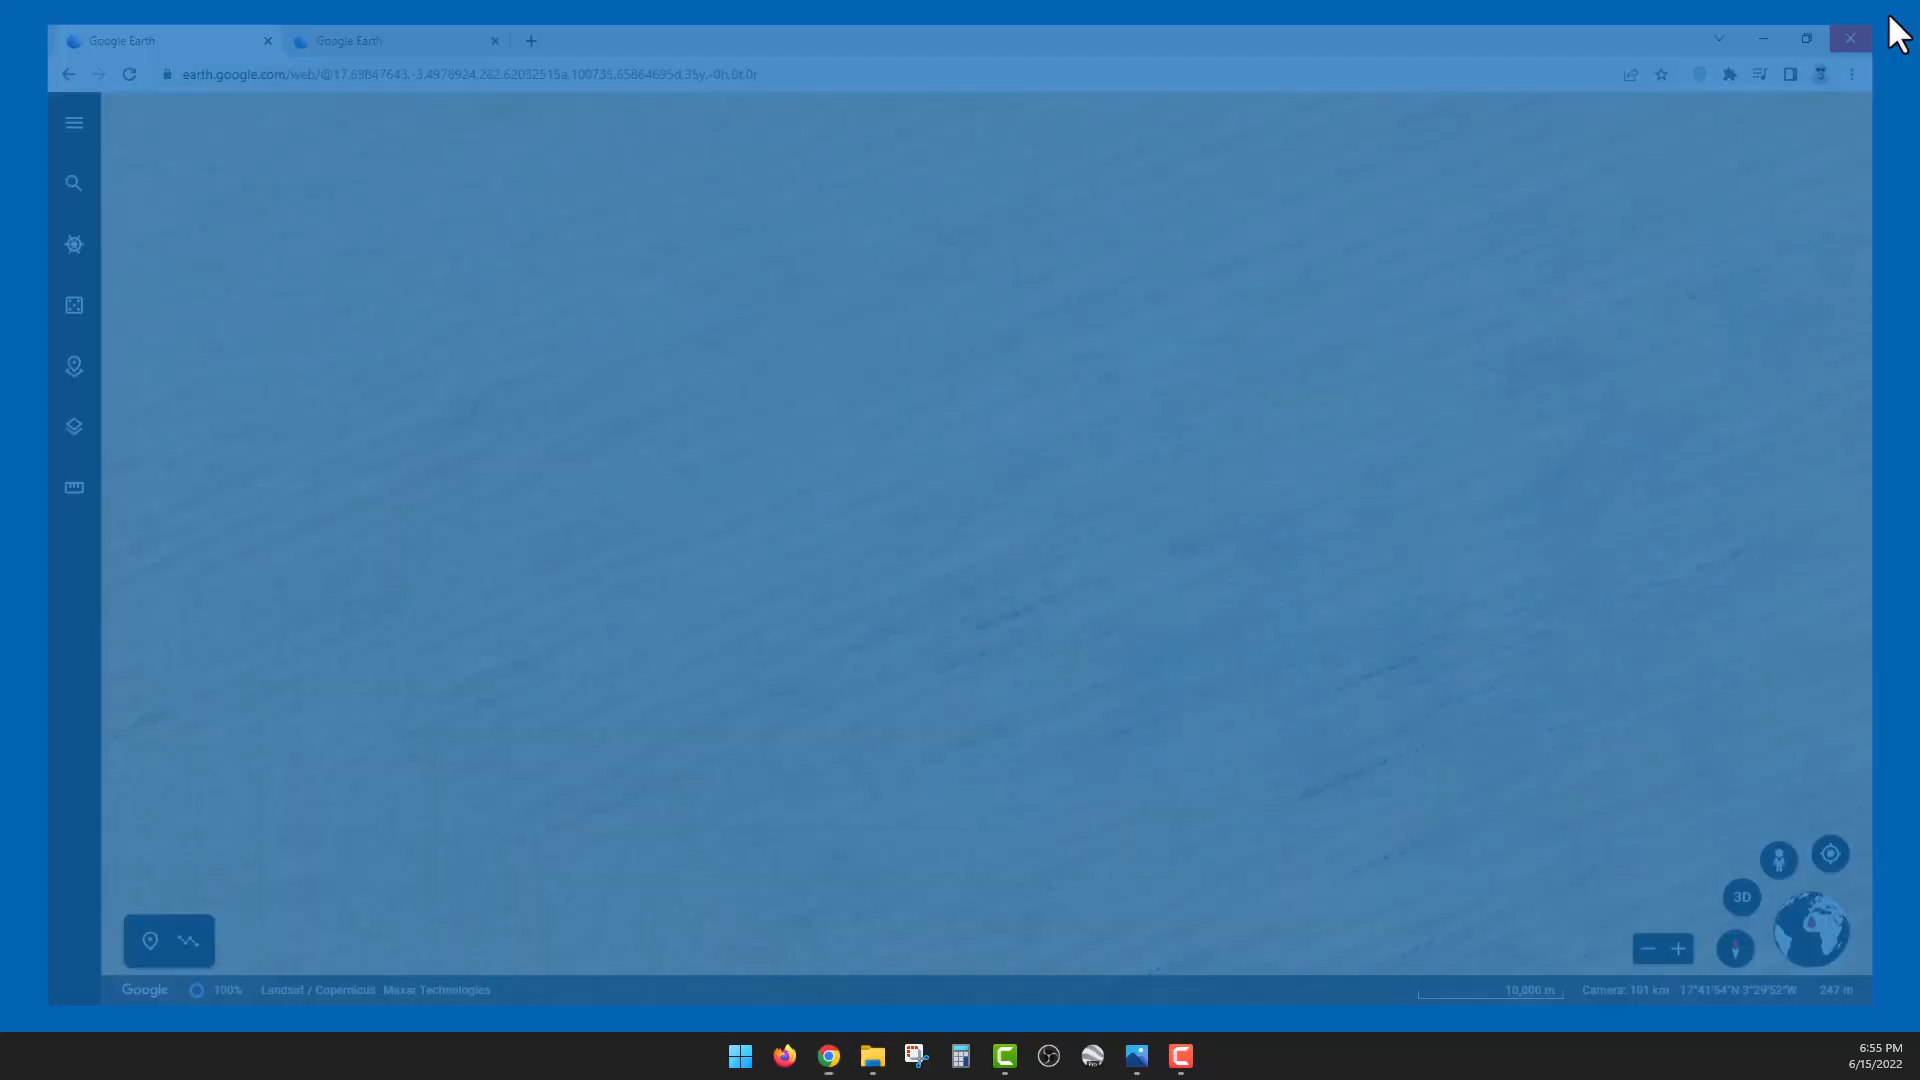 Google Earth
Google Earth
earth.google.com/web/@17.69847643,-3.4978924,282.62032515a,100735.65864695d,35y,-0h,0t,0r
3D
Google 100% Landsat / Copernicus Maxar Technologies 10,000 m Camera: 101 km 17°41'54"N 3°29'52"W 247 m
6:55 PM
6/15/2022